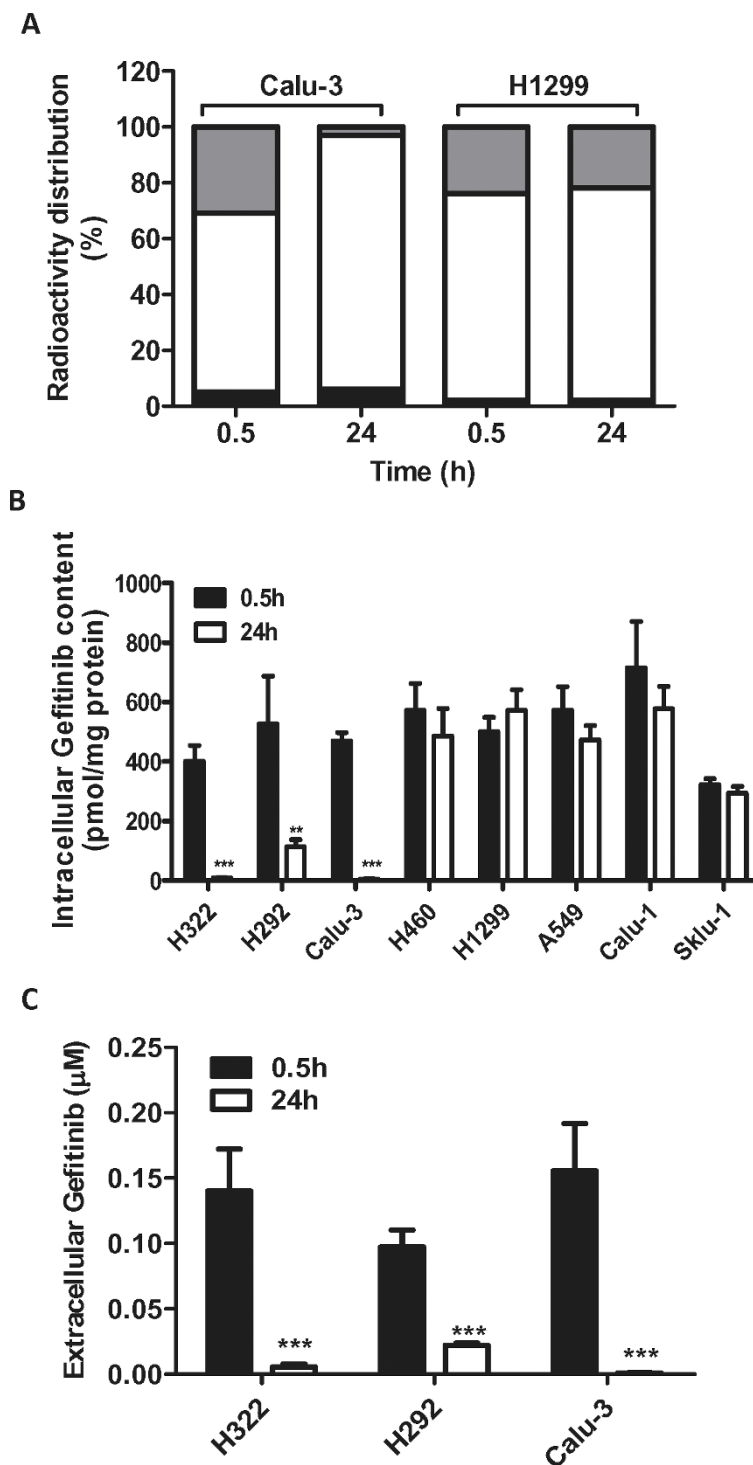 A
Radioactivity distribution
(%)
120
100
80
60
40
20
0
Calu-3
H1299
0.5
24
0.5
24
Time (h)
B
Intracellular Gefitinib content
(pmol/mg protein)
1000
800
600
400
200
0
0.5h
24h
***
**
***
H322
H292
Calu-3
H460
H1299
A549
Calu-1
Sklu-1
C
Extracellular Gefitinib (µM)
0.25
0.20
0.15
0.10
0.05
0.00
0.5h
24h
***
***
***
H322
H292
Calu-3